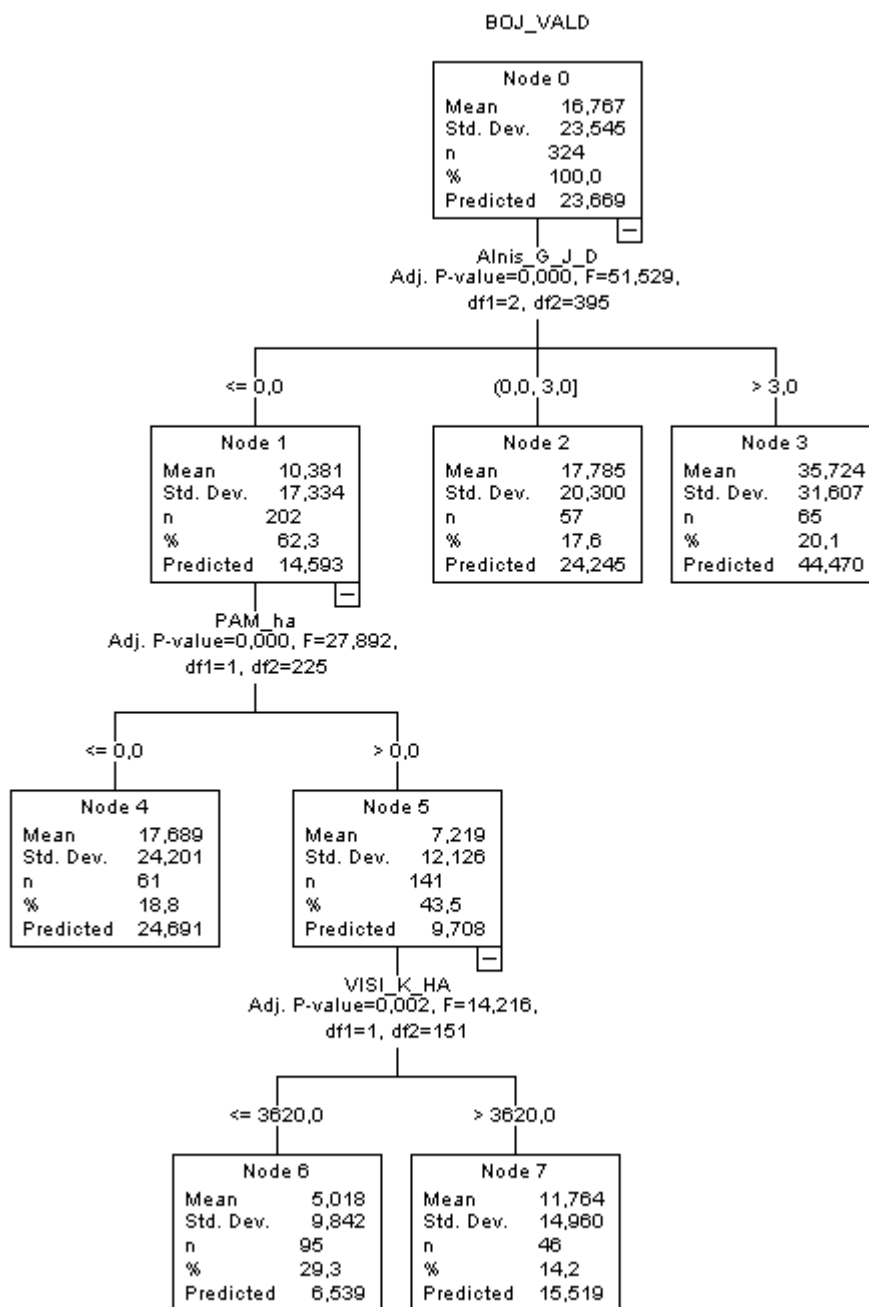 BOJ_VALD
Node 0
Mean 16,767
Std. Dev. 23,545
n 324
% 100,0
Predicted 23,669
Alnis_G_J_D
Adj. P-value=0,000, F=51,529,
df1=2, df2=395
<= 0,0
(0,0, 3,0]
> 3,0
Node 1
Mean 10,381
Std. Dev. 17,334
n 202
% 62,3
Predicted 14,593
Node 2
Mean 17,785
Std. Dev. 20,300
n 57
% 17,6
Predicted 24,245
Node 3
Mean 35,724
Std. Dev. 31,607
n 65
% 20,1
Predicted 44,470
PAM_ha
Adj. P-value=0,000, F=27,892,
df1=1, df2=225
<= 0,0
> 0,0
Node 4
Mean 17,689
Std. Dev. 24,201
n 61
% 18,8
Predicted 24,691
Node 5
Mean 7,219
Std. Dev. 12,126
n 141
% 43,5
Predicted 9,708
VISI_K_HA
Adj. P-value=0,002, F=14,216,
df1=1, df2=151
<= 3620,0
> 3620,0
Node 6
Mean 5,018
Std. Dev. 9,842
n 95
% 29,3
Predicted 6,539
Node 7
Mean 11,764
Std. Dev. 14,960
n 46
% 14,2
Predicted 15,519